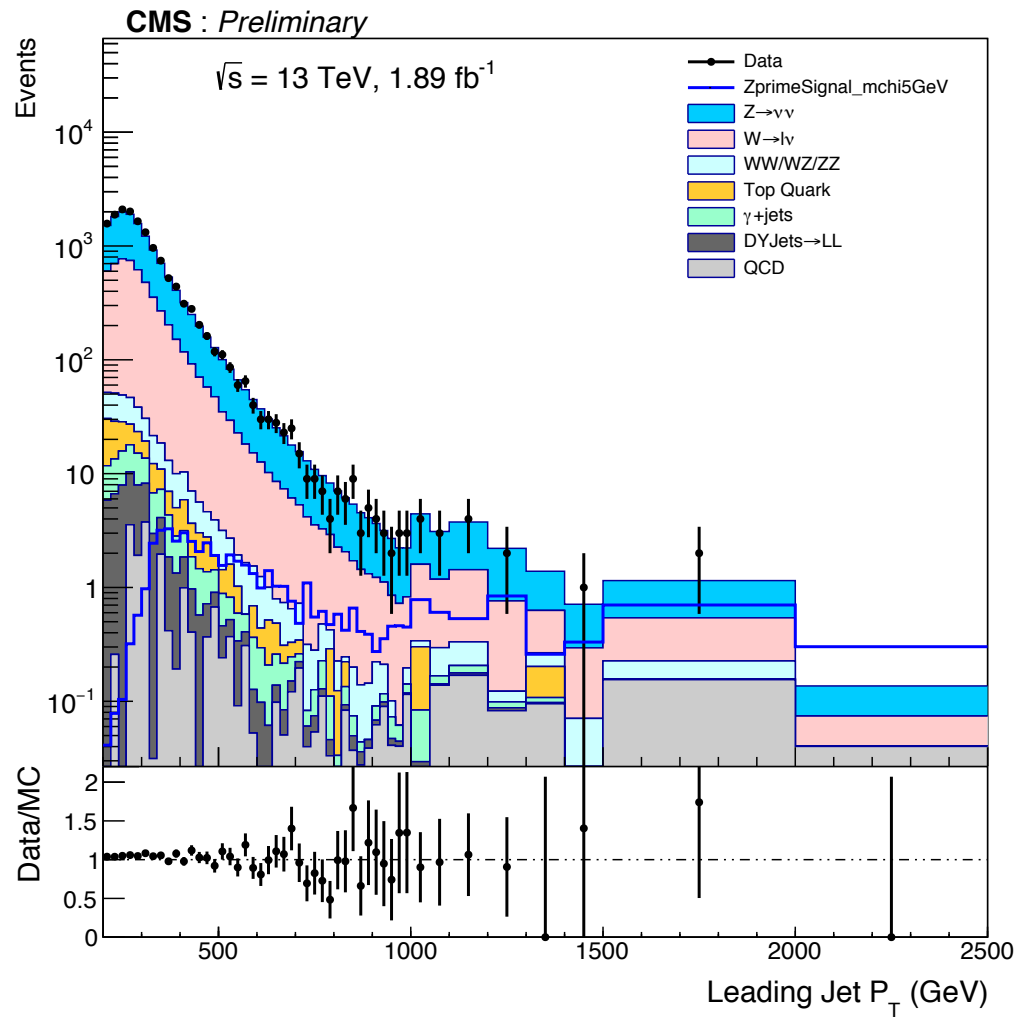 CMS : Preliminary
√s = 13 TeV, 1.89 fb⁻¹
Events
10⁴
10³
10²
10
1
10⁻¹
Data
ZprimeSignal_mchi5GeV
Z→νν
W→lν
WW/WZ/ZZ
Top Quark
γ+jets
DYJets→LL
QCD
Data/MC
2
1.5
1
0.5
0
500 1000 1500 2000 2500
Leading Jet P_T (GeV)